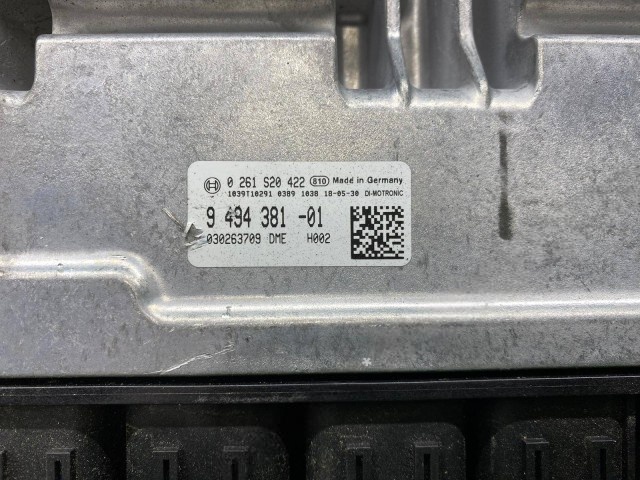 0 261 S20 422 810 Made in Germany
1039T10291 0389 1038 18-05-30 DI-MOTRONIC
9 494 381 -01
030263709 DME H002